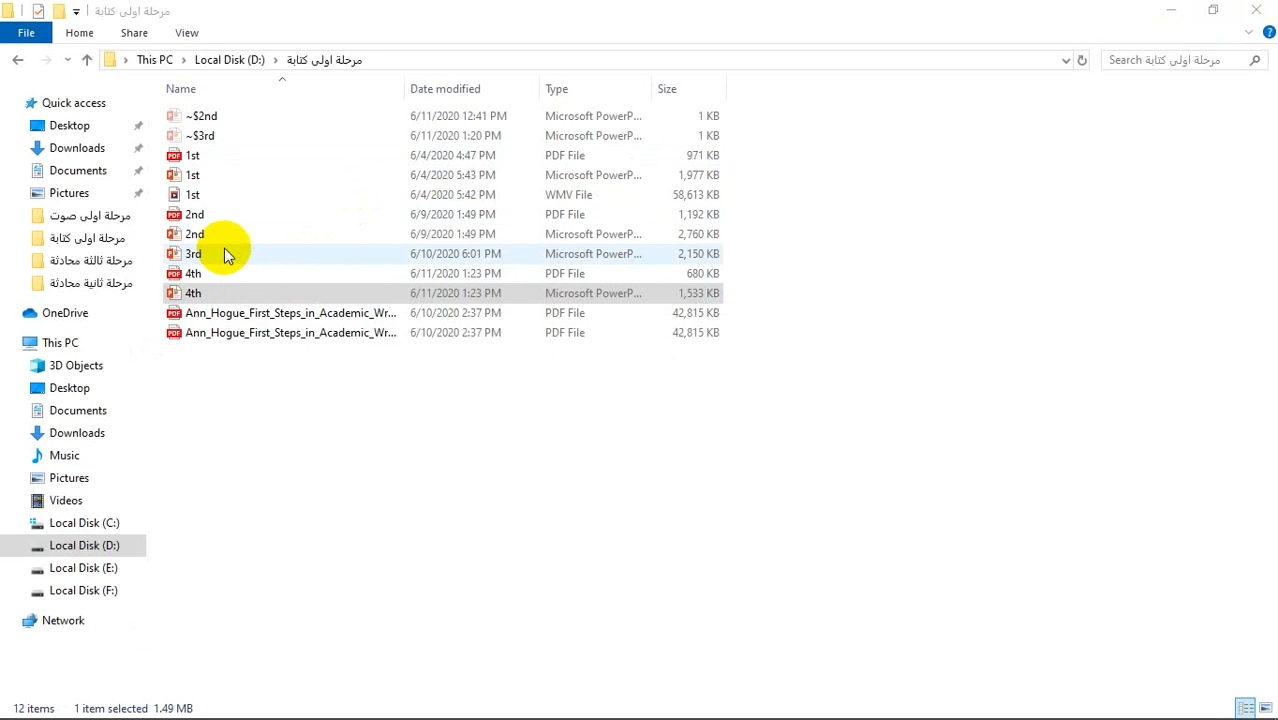 مرحلة اولى كتابة
File Home Share View
This PC Local Disk (D:) مرحلة اولى كتابة Search مرحلة اولى كتابة
Name Date modified Type Size
~$2nd 6/11/2020 12:41 PM Microsoft PowerP... 1 KB
~$3rd 6/11/2020 1:20 PM Microsoft PowerP... 1 KB
1st 6/4/2020 4:47 PM PDF File 971 KB
1st 6/4/2020 5:43 PM Microsoft PowerP... 1,977 KB
1st 6/4/2020 5:42 PM WMV File 58,613 KB
2nd 6/9/2020 1:49 PM PDF File 1,192 KB
2nd 6/9/2020 1:49 PM Microsoft PowerP... 2,760 KB
3rd 6/10/2020 6:01 PM Microsoft PowerP... 2,150 KB
4th 6/11/2020 1:23 PM PDF File 680 KB
4th 6/11/2020 1:23 PM Microsoft PowerP... 1,533 KB
Ann_Hogue_First_Steps_in_Academic_Wr... 6/10/2020 2:37 PM PDF File 42,815 KB
Ann_Hogue_First_Steps_in_Academic_Wr... 6/10/2020 2:37 PM PDF File 42,815 KB
Quick access
Desktop
Downloads
Documents
Pictures
مرحلة اولى صوت
مرحلة اولى كتابة
مرحلة ثالثة محادثة
مرحلة ثانية محادثة
OneDrive
This PC
3D Objects
Desktop
Documents
Downloads
Music
Pictures
Videos
Local Disk (C:)
Local Disk (D:)
Local Disk (E:)
Local Disk (F:)
Network
12 items 1 item selected 1.49 MB